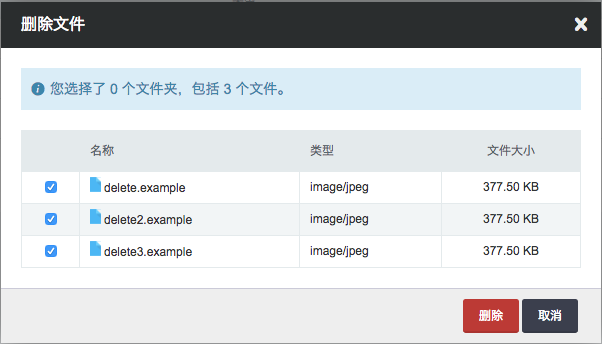 删除文件
您选择了 0 个文件夹，包括 3 个文件。
名称 类型 文件大小
delete.example image/jpeg 377.50 KB
delete2.example image/jpeg 377.50 KB
delete3.example image/jpeg 377.50 KB
删除 取消